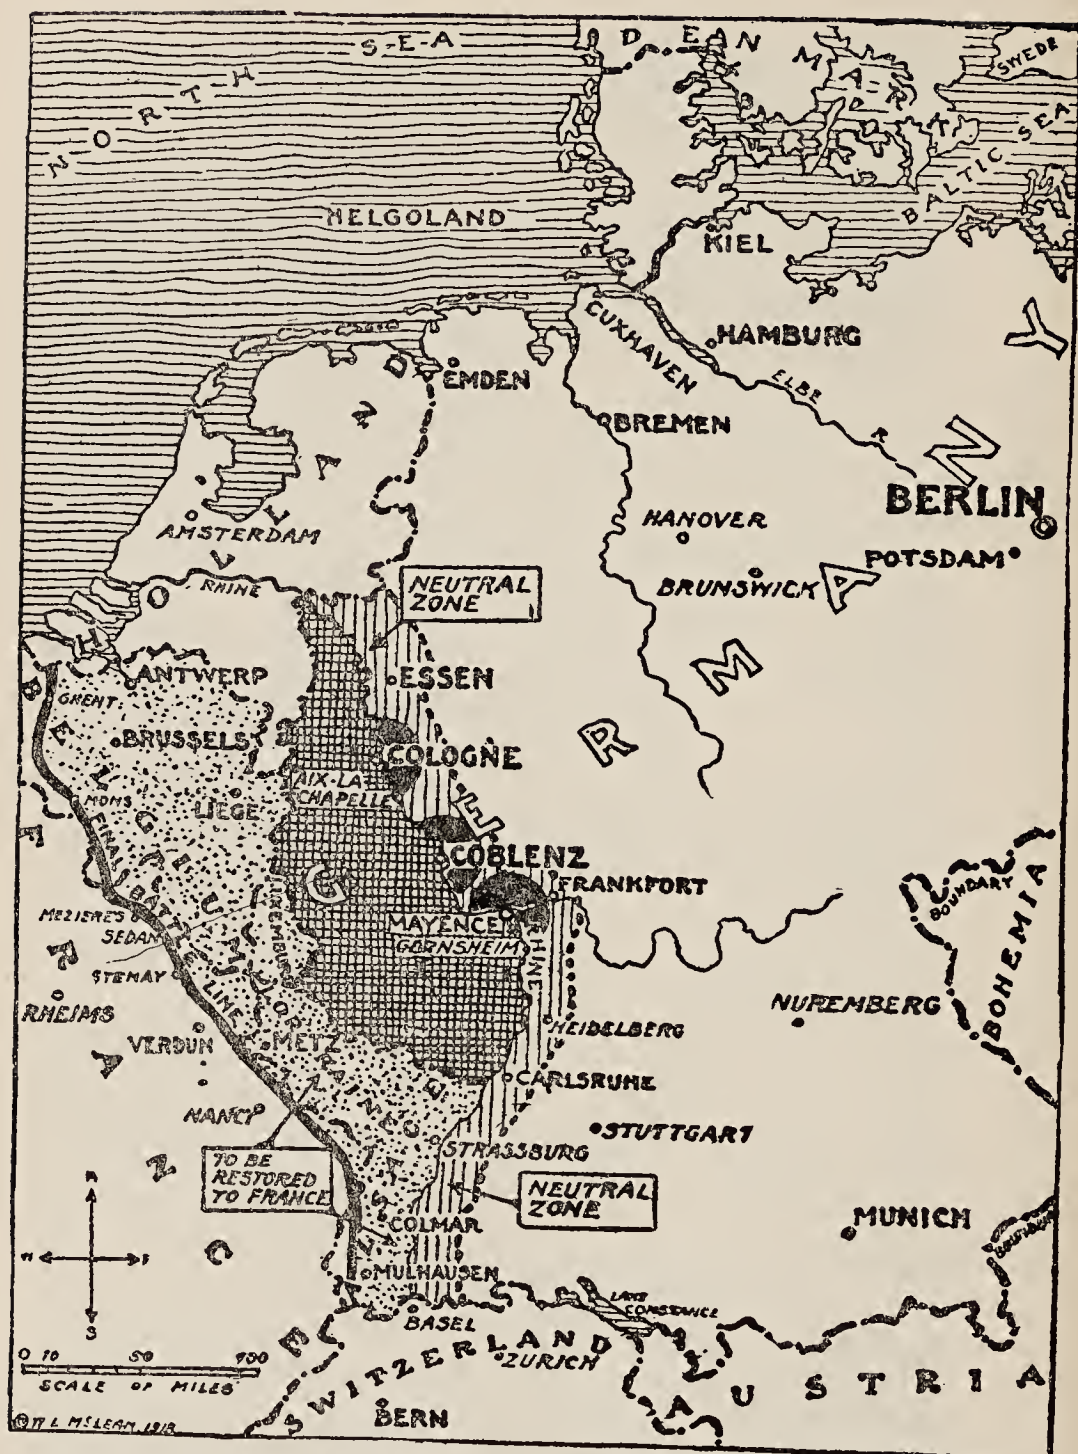 NORTH SEA
DENMARK
SWEDE
BALTIC SEA
HELGOLAND
KIEL
CUXHAVEN
HAMBURG
ELBE R.
EMDEN
BREMEN
HOLLAND
AMSTERDAM
RHINE
HANOVER
BRUNSWICK
BERLIN
POTSDAM
GERMANY
NEUTRAL
ZONE
ESSEN
ANTWERP
GHENT
BRUSSELS
BELGIUM
COLOGNE
AIX-LA-
CHAPELLE
LIEGE
MONS
FINAL BATTLE LINE
COBLENZ
FRANKFORT
MAYENCE
GORNSHEIM
RHINE
LUXEMBURG
MEZIERES
SEDAN
STENAY
RHEIMS
VERDUN
METZ
LORRAINE
HEIDELBERG
CARLSRUHE
NUREMBERG
BOUNDARY
BOHEMIA
NANCY
STRASSBURG
STUTTGART
TO BE
RESTORED
TO FRANCE
NEUTRAL
ZONE
COLMAR
MULHAUSEN
MUNICH
BOUNDARY
FRANCE
LAKE
CONSTANCE
BASEL
SWITZERLAND
ZURICH
BERN
AUSTRIA
N
W E
S
0 10 50 100
SCALE OF MILES
© W L McLEAN, 1918